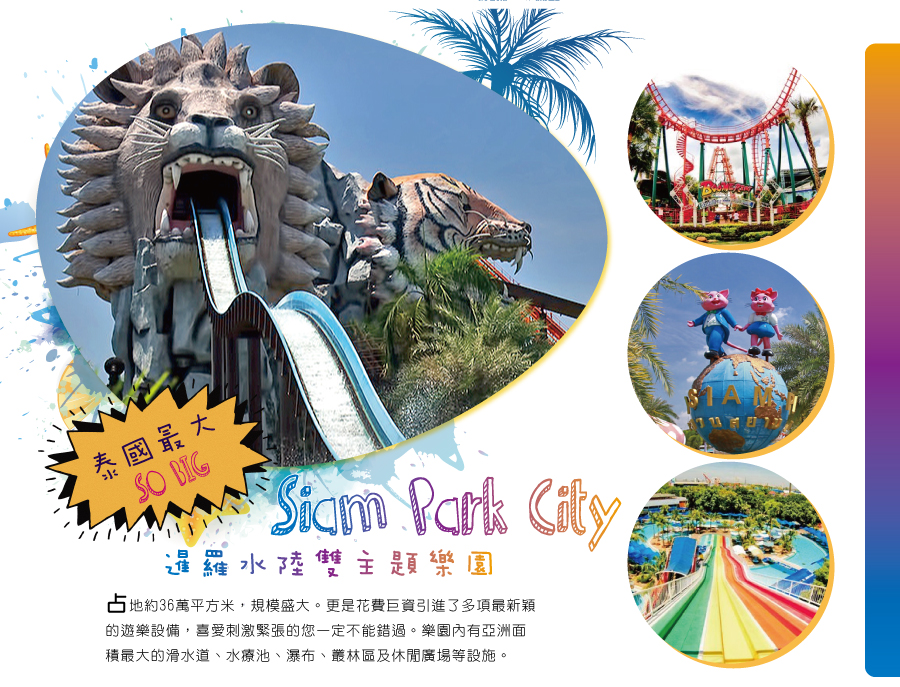 泰國最大
SO BIG
Siam Park City
暹羅水陸雙主題樂園
占地約36萬平方米，規模盛大。更是花費巨資引進了多項最新穎
的遊樂設備，喜愛刺激緊張的您一定不能錯過。樂園內有亞洲面
積最大的滑水道、水療池、瀑布、叢林區及休閒廣場等設施。
SIAM